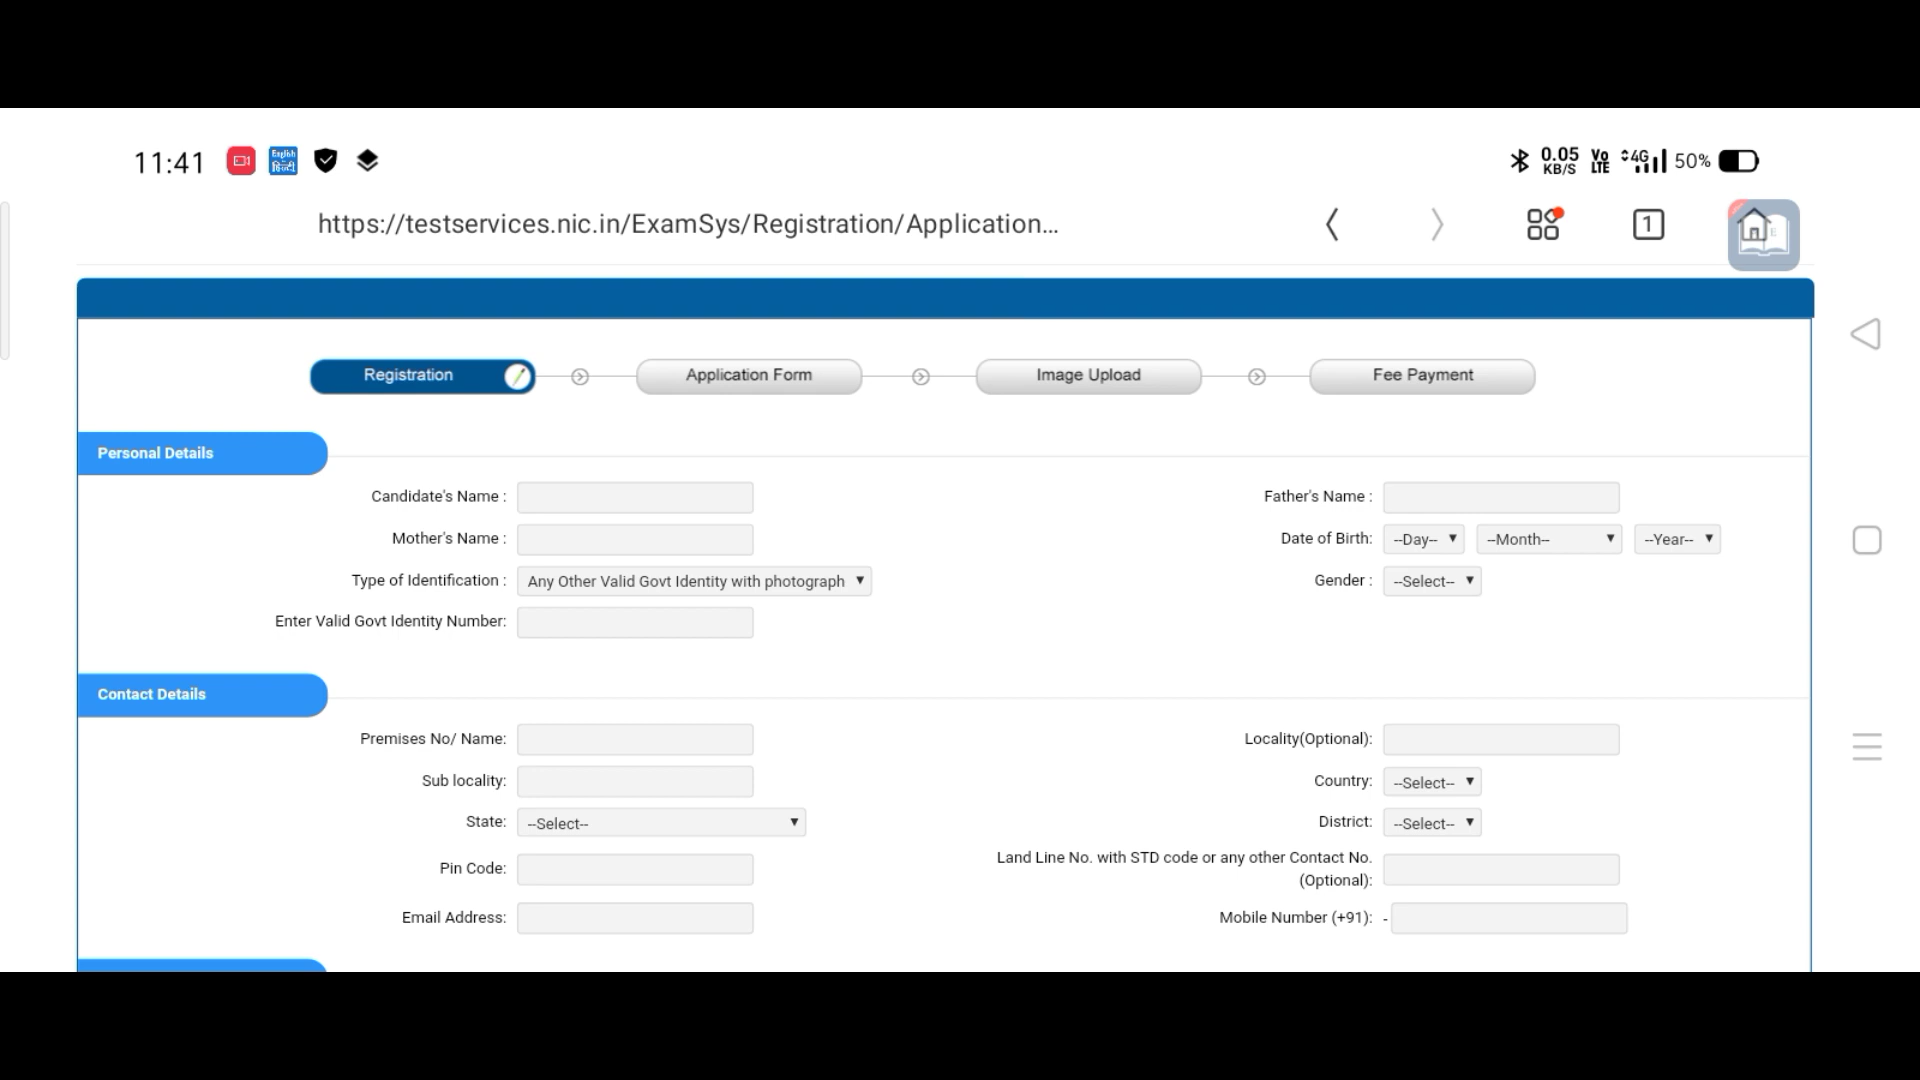 11:41
English
हिन्दी
0.05
KB/S
Vo
LTE
4G
50%
https://testservices.nic.in/ExamSys/Registration/Application...
1
Registration
Application Form
Image Upload
Fee Payment
Personal Details
Candidate's Name :
Father's Name :
Mother's Name :
Date of Birth: --Day-- --Month-- --Year--
Type of Identification : Any Other Valid Govt Identity with photograph
Gender : --Select--
Enter Valid Govt Identity Number:
Contact Details
Premises No/ Name:
Locality(Optional):
Sub locality:
Country: --Select--
State: --Select--
District: --Select--
Pin Code:
Land Line No. with STD code or any other Contact No.
(Optional):
Email Address:
Mobile Number (+91): -